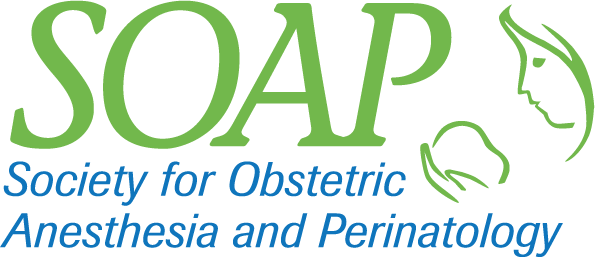 SOAP
Society for Obstetric
Anesthesia and Perinatology